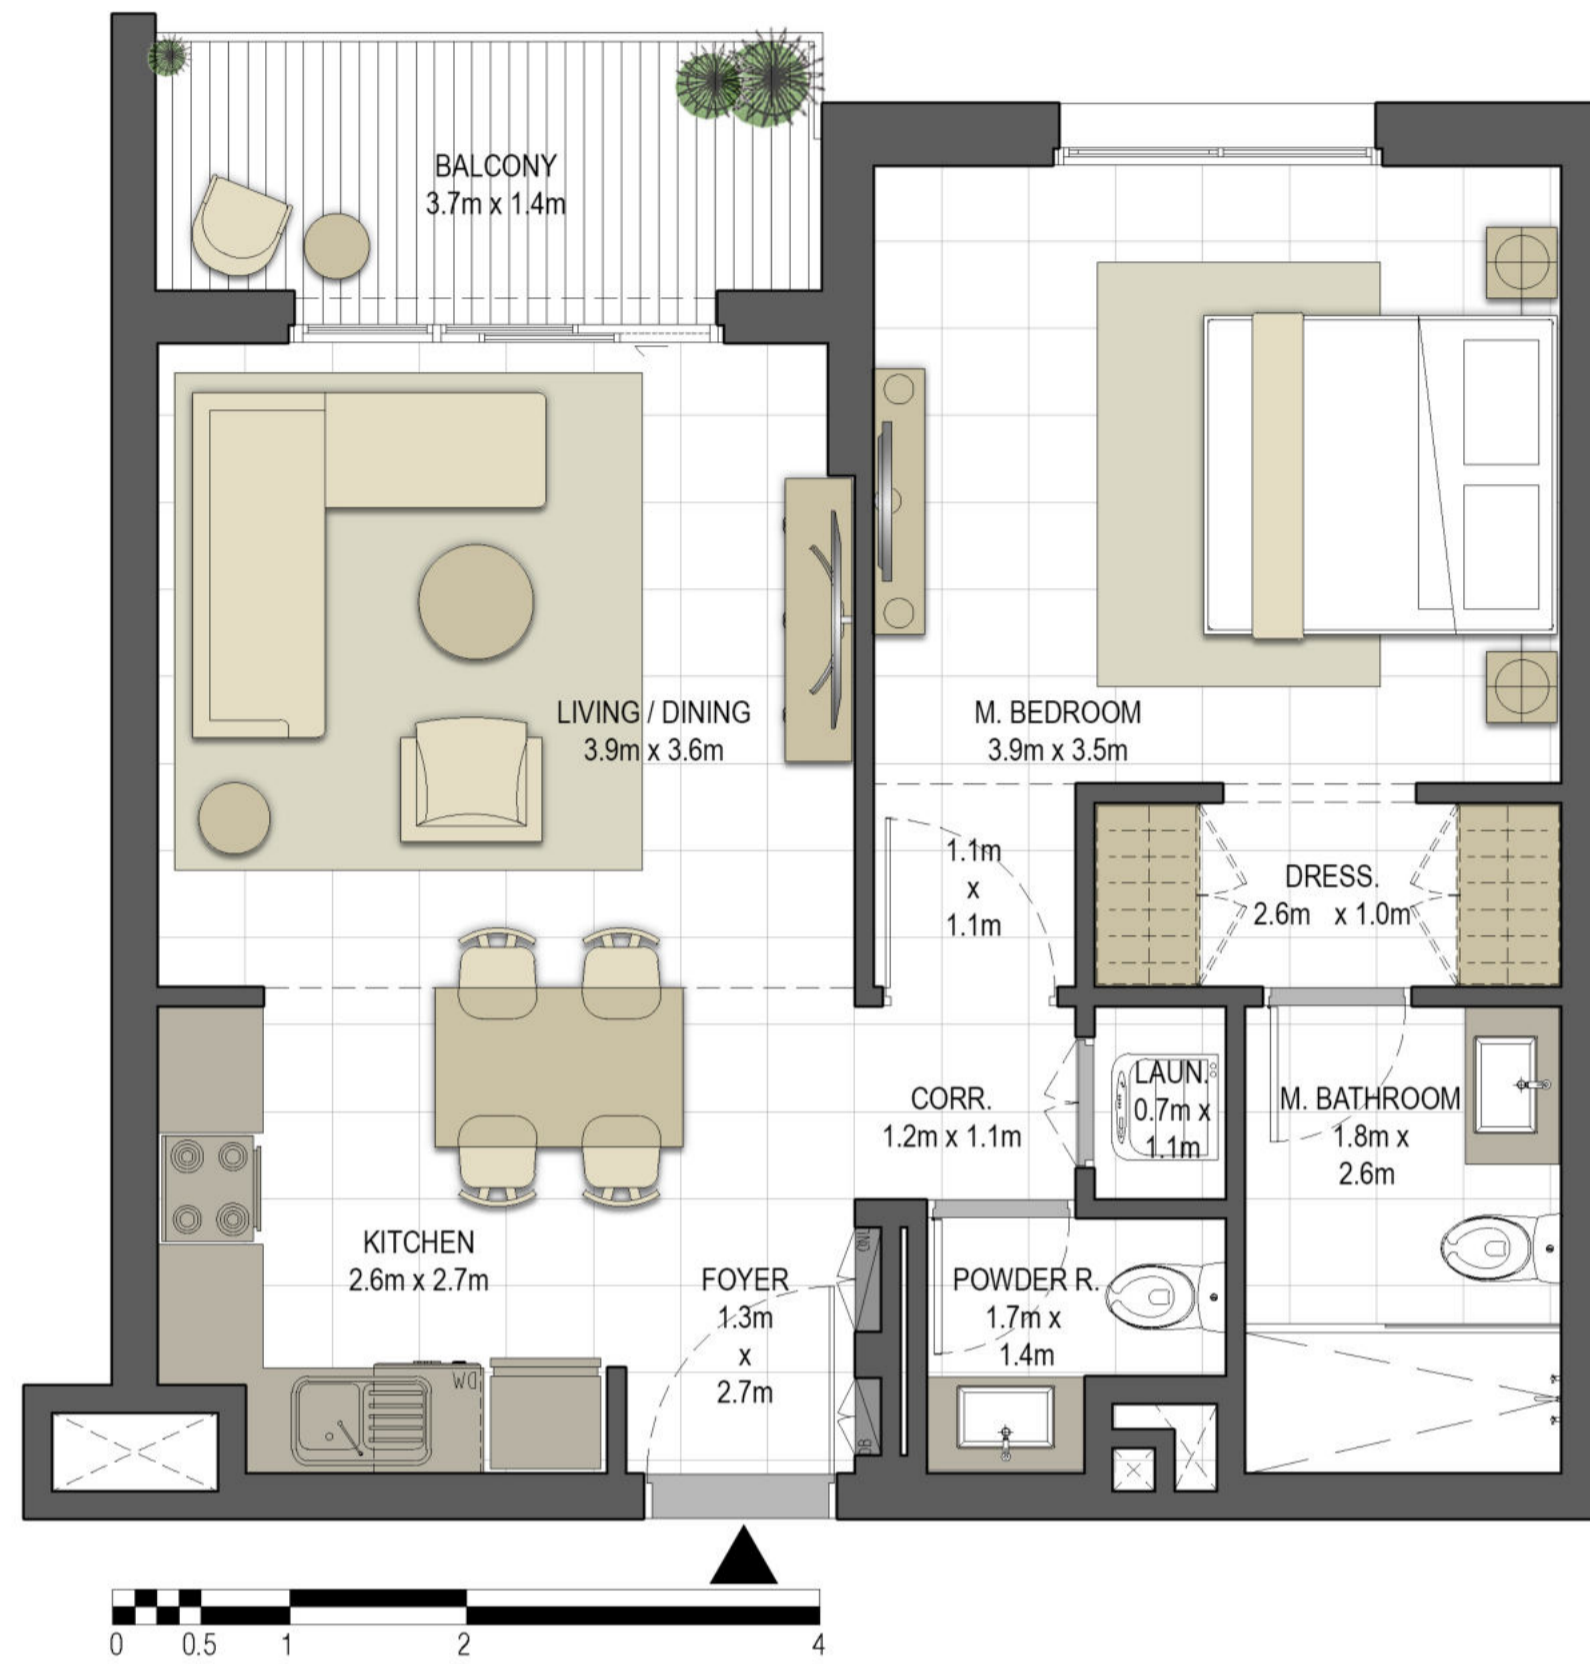 BALCONY
3.7m x 1.4m
LIVING / DINING
3.9m x 3.6m
M. BEDROOM
3.9m x 3.5m
1.1m
x
1.1m
DRESS.
2.6m x 1.0m
CORR.
1.2m x 1.1m
LAUN.
0.7m x
1.1m
M. BATHROOM
1.8m x
2.6m
KITCHEN
2.6m x 2.7m
FOYER
1.3m
x
2.7m
POWDER R.
1.7m x
1.4m
DW
DB
0 0.5 1 2 4